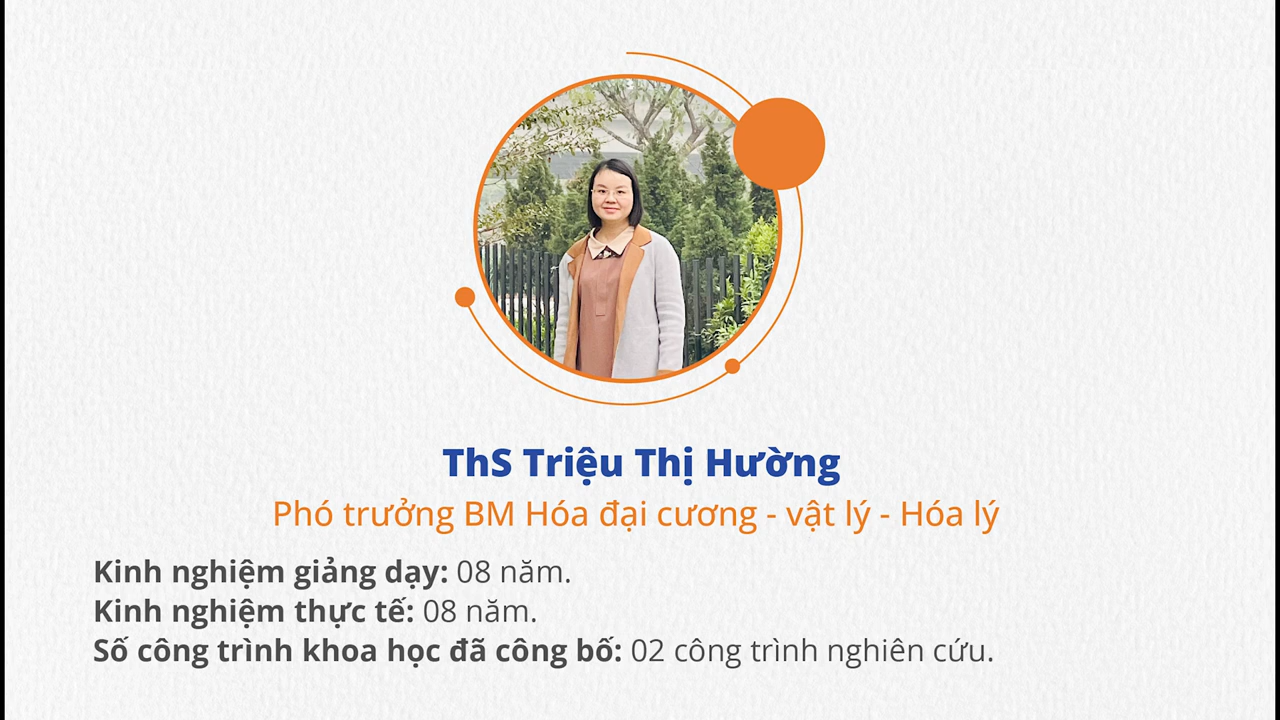 ThS Triệu Thị Hường
Phó trưởng BM Hóa đại cương - vật lý - Hóa lý
Kinh nghiệm giảng dạy: 08 năm.
Kinh nghiệm thực tế: 08 năm.
Số công trình khoa học đã công bố: 02 công trình nghiên cứu.